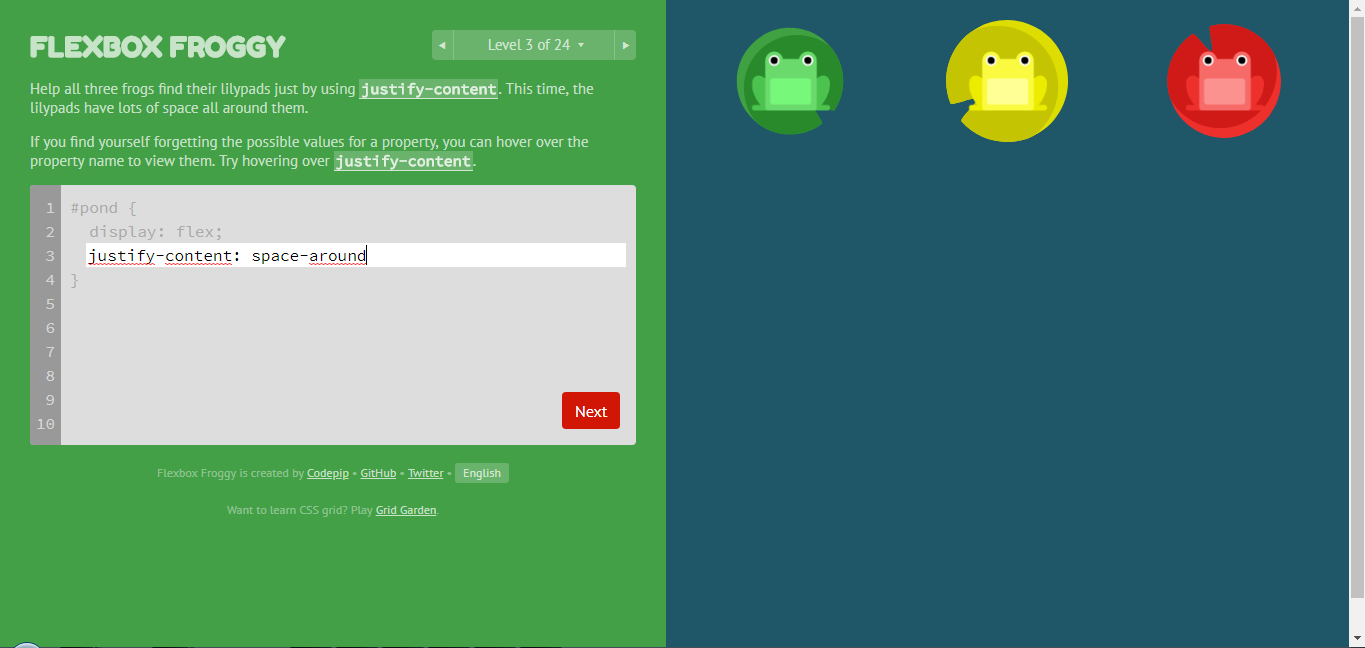 FLEXBOX FROGGY
◀ Level 3 of 24 ▾ ▶
Help all three frogs find their lilypads just by using justify-content. This time, the
lilypads have lots of space all around them.
If you find yourself forgetting the possible values for a property, you can hover over the
property name to view them. Try hovering over justify-content.
1 #pond {
2 display: flex;
3 justify-content: space-around
4 }
5
6
7
8
9
10
Next
Flexbox Froggy is created by Codepip • GitHub • Twitter • English
Want to learn CSS grid? Play Grid Garden.